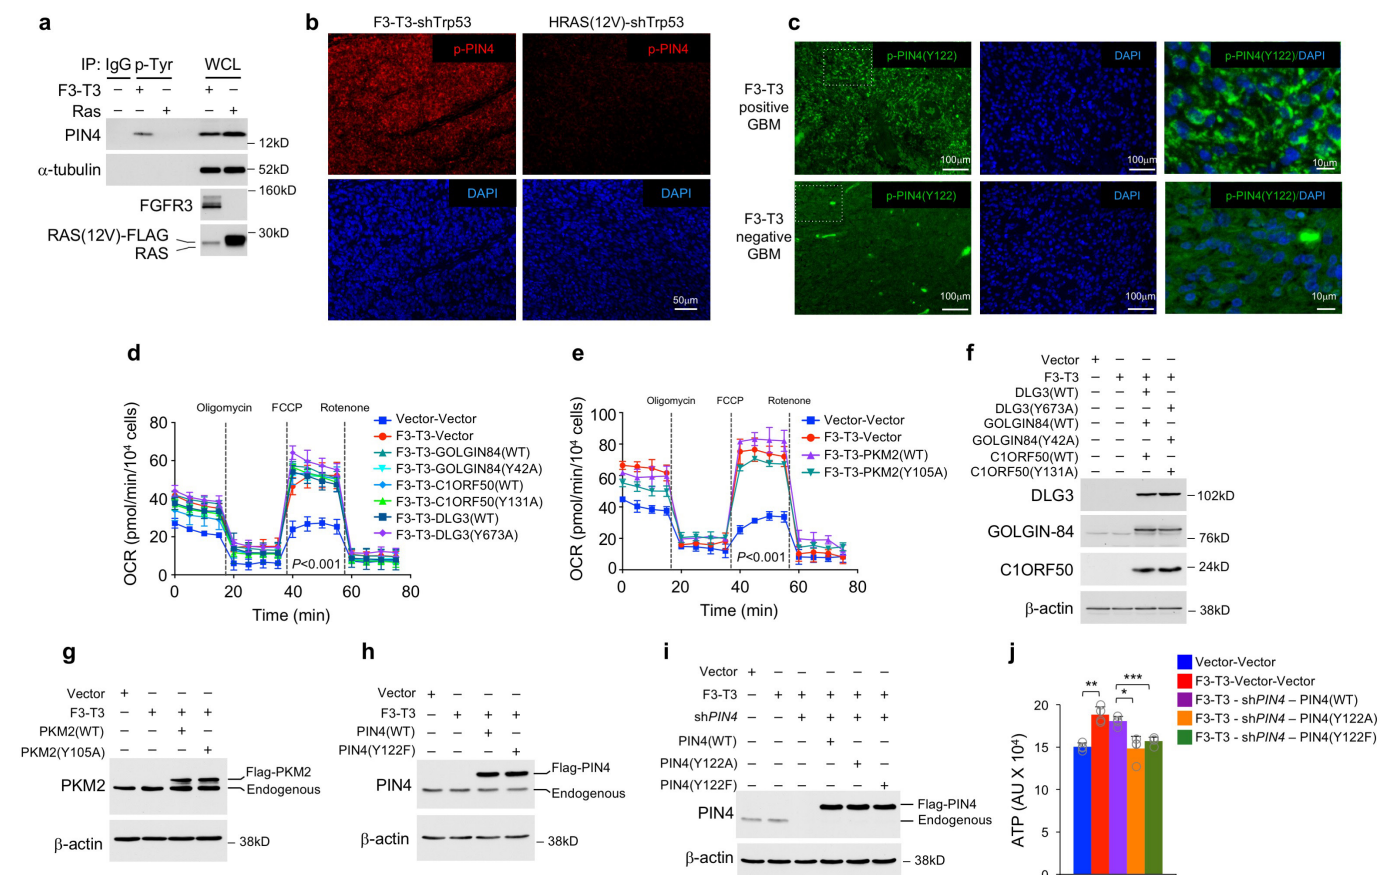 a
IP: IgG p-Tyr WCL
F3-T3 – + – + –
Ras – – + – +
PIN4
– 12kD
α-tubulin
– 52kD
– 160kD
FGFR3
RAS(12V)-FLAG
RAS
– 30kD
b
F3-T3-shTrp53 HRAS(12V)-shTrp53
p-PIN4 p-PIN4
DAPI DAPI
50µm
c
F3-T3
positive
GBM
p-PIN4(Y122) DAPI p-PIN4(Y122)/DAPI
100µm 100µm 10µm
F3-T3
negative
GBM
p-PIN4(Y122) DAPI p-PIN4(Y122)/DAPI
100µm 100µm 10µm
d
OCR (pmol/min/10⁴ cells)
80
60
40
20
0
0 20 40 60 80
Time (min)
Oligomycin FCCP Rotenone
P<0.001
Vector-Vector
F3-T3-Vector
F3-T3-GOLGIN84(WT)
F3-T3-GOLGIN84(Y42A)
F3-T3-C1ORF50(WT)
F3-T3-C1ORF50(Y131A)
F3-T3-DLG3(WT)
F3-T3-DLG3(Y673A)
e
OCR (pmol/min/10⁴ cells)
100
80
60
40
20
0
0 20 40 60 80
Time (min)
Oligomycin FCCP Rotenone
P<0.001
Vector-Vector
F3-T3-Vector
F3-T3-PKM2(WT)
F3-T3-PKM2(Y105A)
f
Vector + – – –
F3-T3 – + + +
DLG3(WT) – – + –
DLG3(Y673A) – – – +
GOLGIN84(WT) – – + –
GOLGIN84(Y42A) – – – +
C1ORF50(WT) – – + –
C1ORF50(Y131A) – – – +
DLG3
– 102kD
GOLGIN-84
– 76kD
C1ORF50
– 24kD
β-actin
– 38kD
g
Vector + – – –
F3-T3 – + + +
PKM2(WT) – – + –
PKM2(Y105A) – – – +
PKM2
Flag-PKM2
Endogenous
β-actin
– 38kD
h
Vector + – – –
F3-T3 – + + +
PIN4(WT) – – + –
PIN4(Y122F) – – – +
PIN4
Flag-PIN4
Endogenous
β-actin
– 38kD
i
Vector + – – – – –
F3-T3 – + + + + +
shPIN4 – – + + + +
PIN4(WT) – – – + – –
PIN4(Y122A) – – – – + –
PIN4(Y122F) – – – – – +
PIN4
Flag-PIN4
Endogenous
β-actin
– 38kD
j
ATP (AU X 10⁴)
20
15
10
5
0
** * ***
Vector-Vector
F3-T3-Vector-Vector
F3-T3 - shPIN4 – PIN4(WT)
F3-T3 - shPIN4 – PIN4(Y122A)
F3-T3 - shPIN4 – PIN4(Y122F)